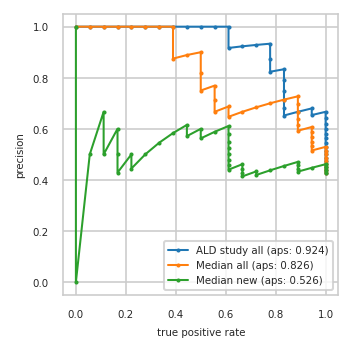 1.0
0.8
0.6
0.4
0.2
0.0
precision
ALD study all (aps: 0.924)
Median all (aps: 0.826)
Median new (aps: 0.526)
0.0 0.2 0.4 0.6 0.8 1.0
true positive rate